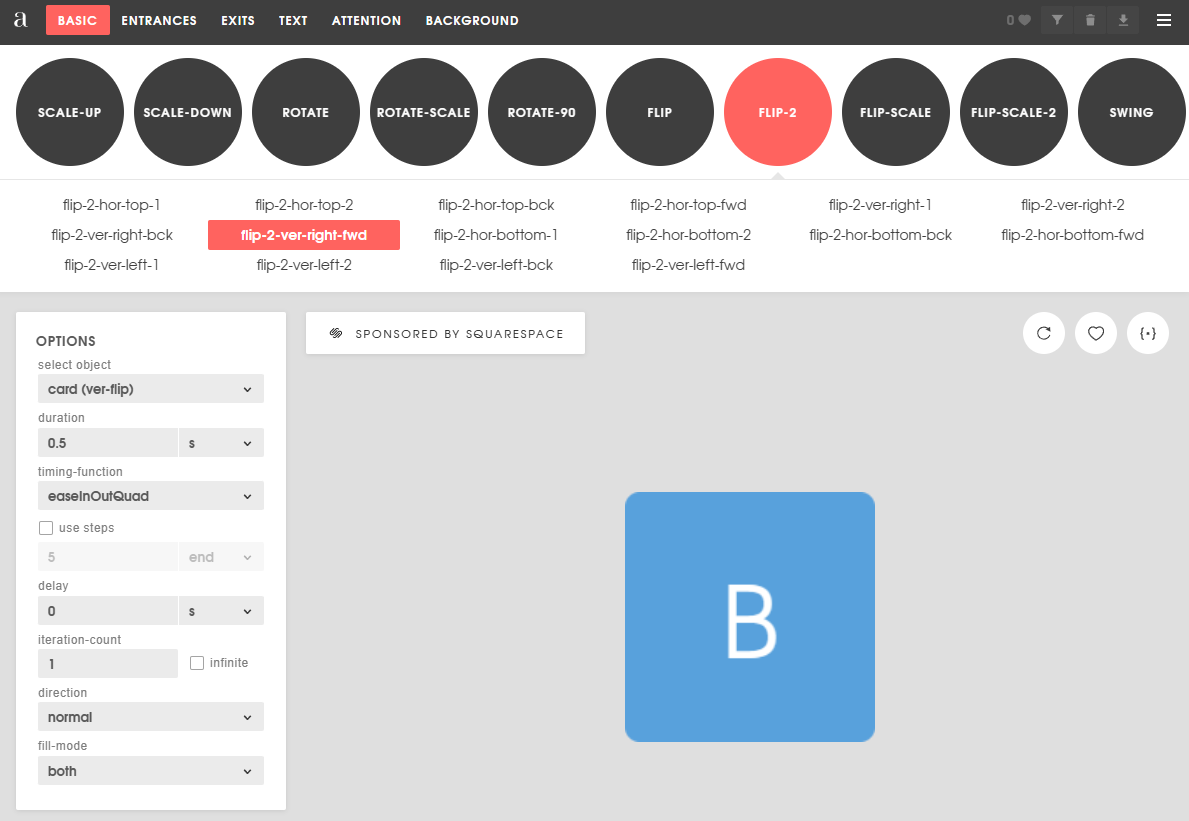 a BASIC ENTRANCES EXITS TEXT ATTENTION BACKGROUND 0
SCALE-UP SCALE-DOWN ROTATE ROTATE-SCALE ROTATE-90 FLIP FLIP-2 FLIP-SCALE FLIP-SCALE-2 SWING
flip-2-hor-top-1 flip-2-hor-top-2 flip-2-hor-top-bck flip-2-hor-top-fwd flip-2-ver-right-1 flip-2-ver-right-2
flip-2-ver-right-bck flip-2-ver-right-fwd flip-2-hor-bottom-1 flip-2-hor-bottom-2 flip-2-hor-bottom-bck flip-2-hor-bottom-fwd
flip-2-ver-left-1 flip-2-ver-left-2 flip-2-ver-left-bck flip-2-ver-left-fwd
OPTIONS
select object
card (ver-flip)
duration
0.5 s
timing-function
easeInOutQuad
use steps
5 end
delay
0 s
iteration-count
1 infinite
direction
normal
fill-mode
both
SPONSORED BY SQUARESPACE
{·}
B